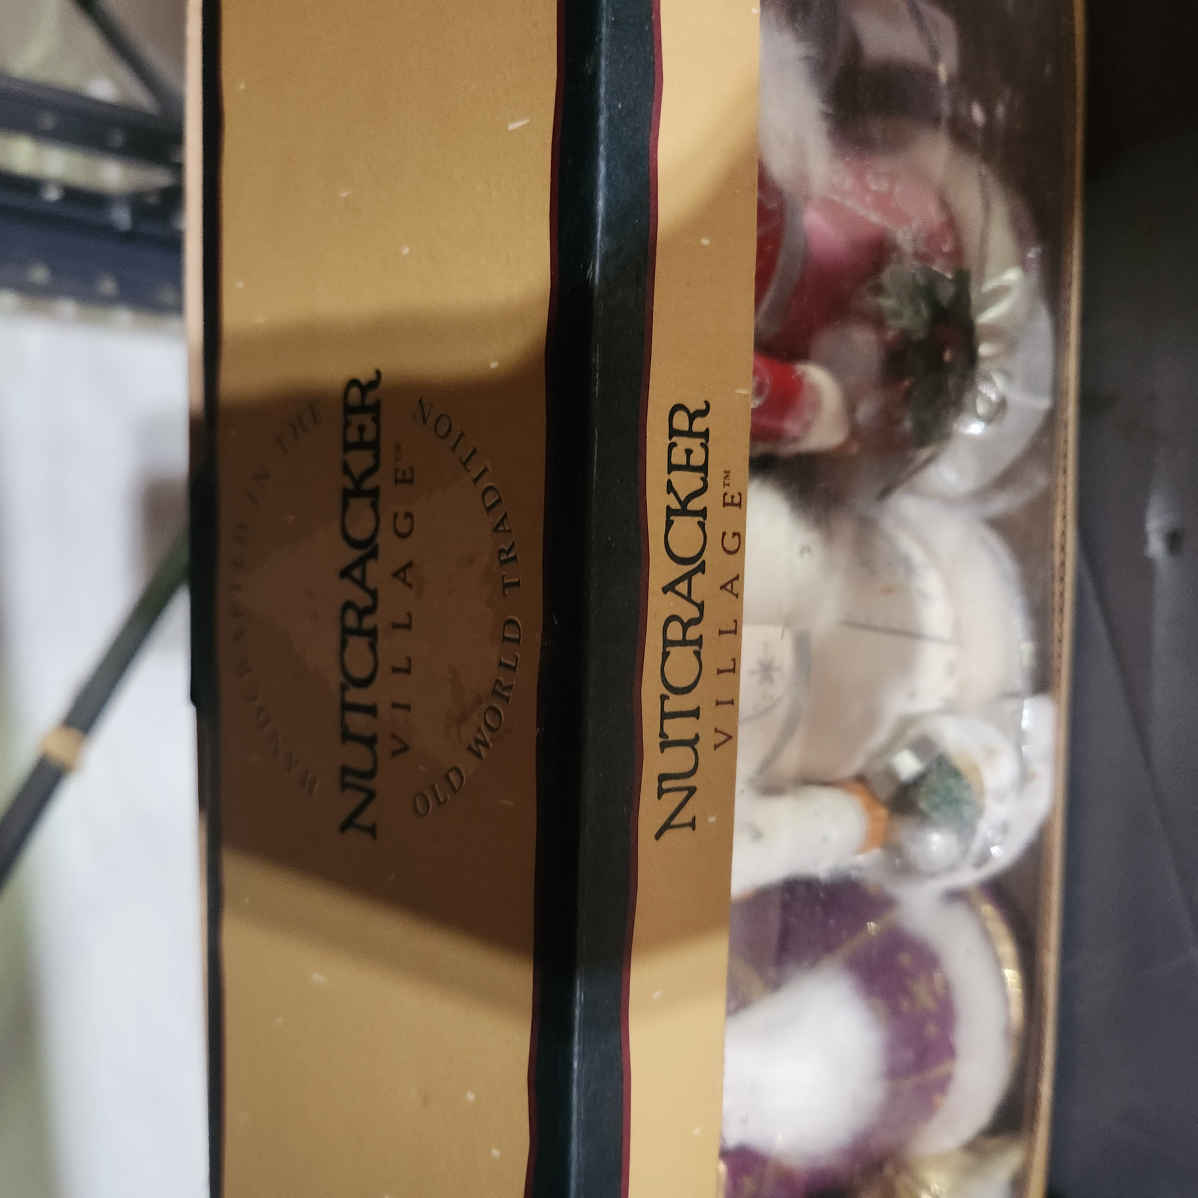 HANDCRAFTED IN THE
NUTCRACKER
VILLAGE™
OLD WORLD TRADITION
NUTCRACKER
VILLAGE™